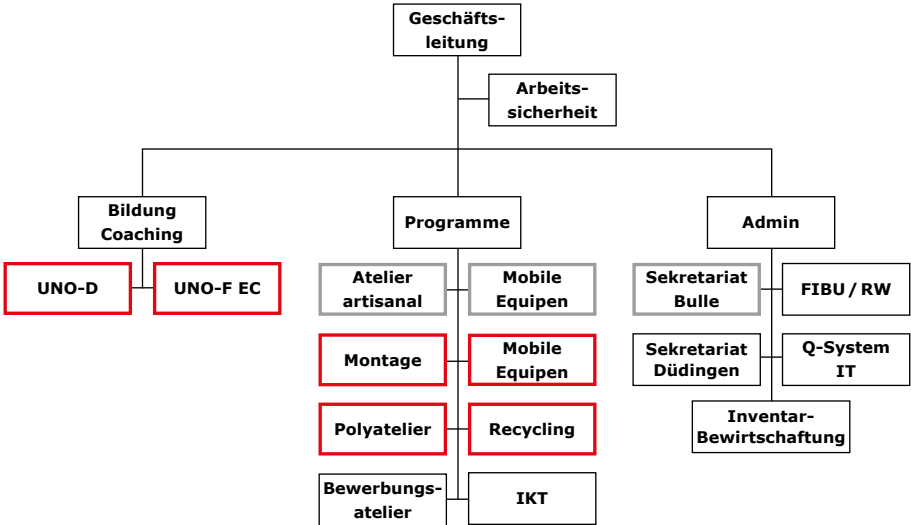 Geschäfts-
leitung
Arbeits-
sicherheit
Bildung
Coaching
Programme
Admin
UNO-D
UNO-F EC
Atelier
artisanal
Mobile
Equipen
Sekretariat
Bulle
FIBU / RW
Montage
Mobile
Equipen
Sekretariat
Düdingen
Q-System
IT
Polyatelier
Recycling
Inventar-
Bewirtschaftung
Bewerbungs-
atelier
IKT